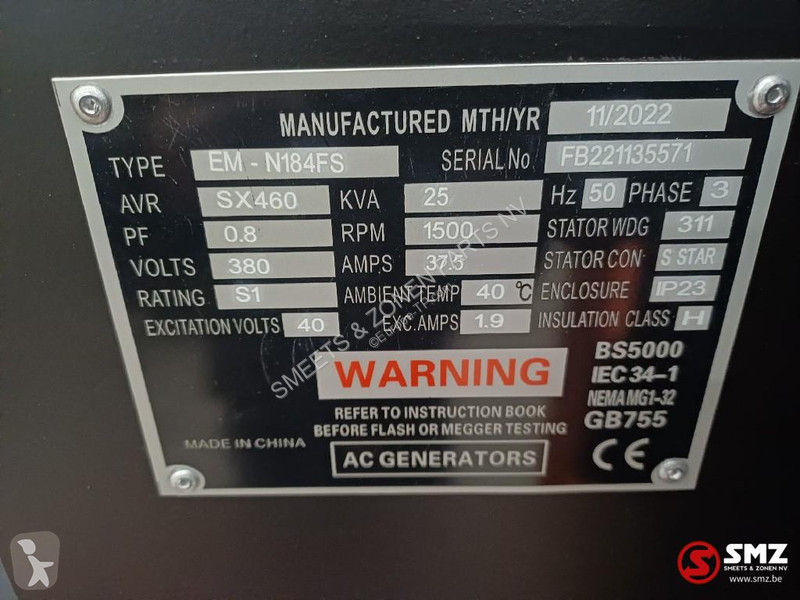 MANUFACTURED MTH/YR 11/2022
TYPE EM - N184FS SERIAL No FB221135571
AVR SX460 KVA 25 Hz 50 PHASE 3
PF 0.8 RPM 1500 STATOR WDG 311
VOLTS 380 AMPS 37.5 STATOR CON S STAR
RATING S1 AMBIENT TEMP 40 ℃ ENCLOSURE IP23
EXCITATION VOLTS 40 EXC.AMPS 1.9 INSULATION CLASS H
WARNING
REFER TO INSTRUCTION BOOK
BEFORE FLASH OR MEGGER TESTING
AC GENERATORS
BS5000
IEC 34-1
NEMA MG1-32
GB755
CE
MADE IN CHINA
SMEETS & ZONEN PARTS NV
SMZ
SMEETS & ZONEN NV